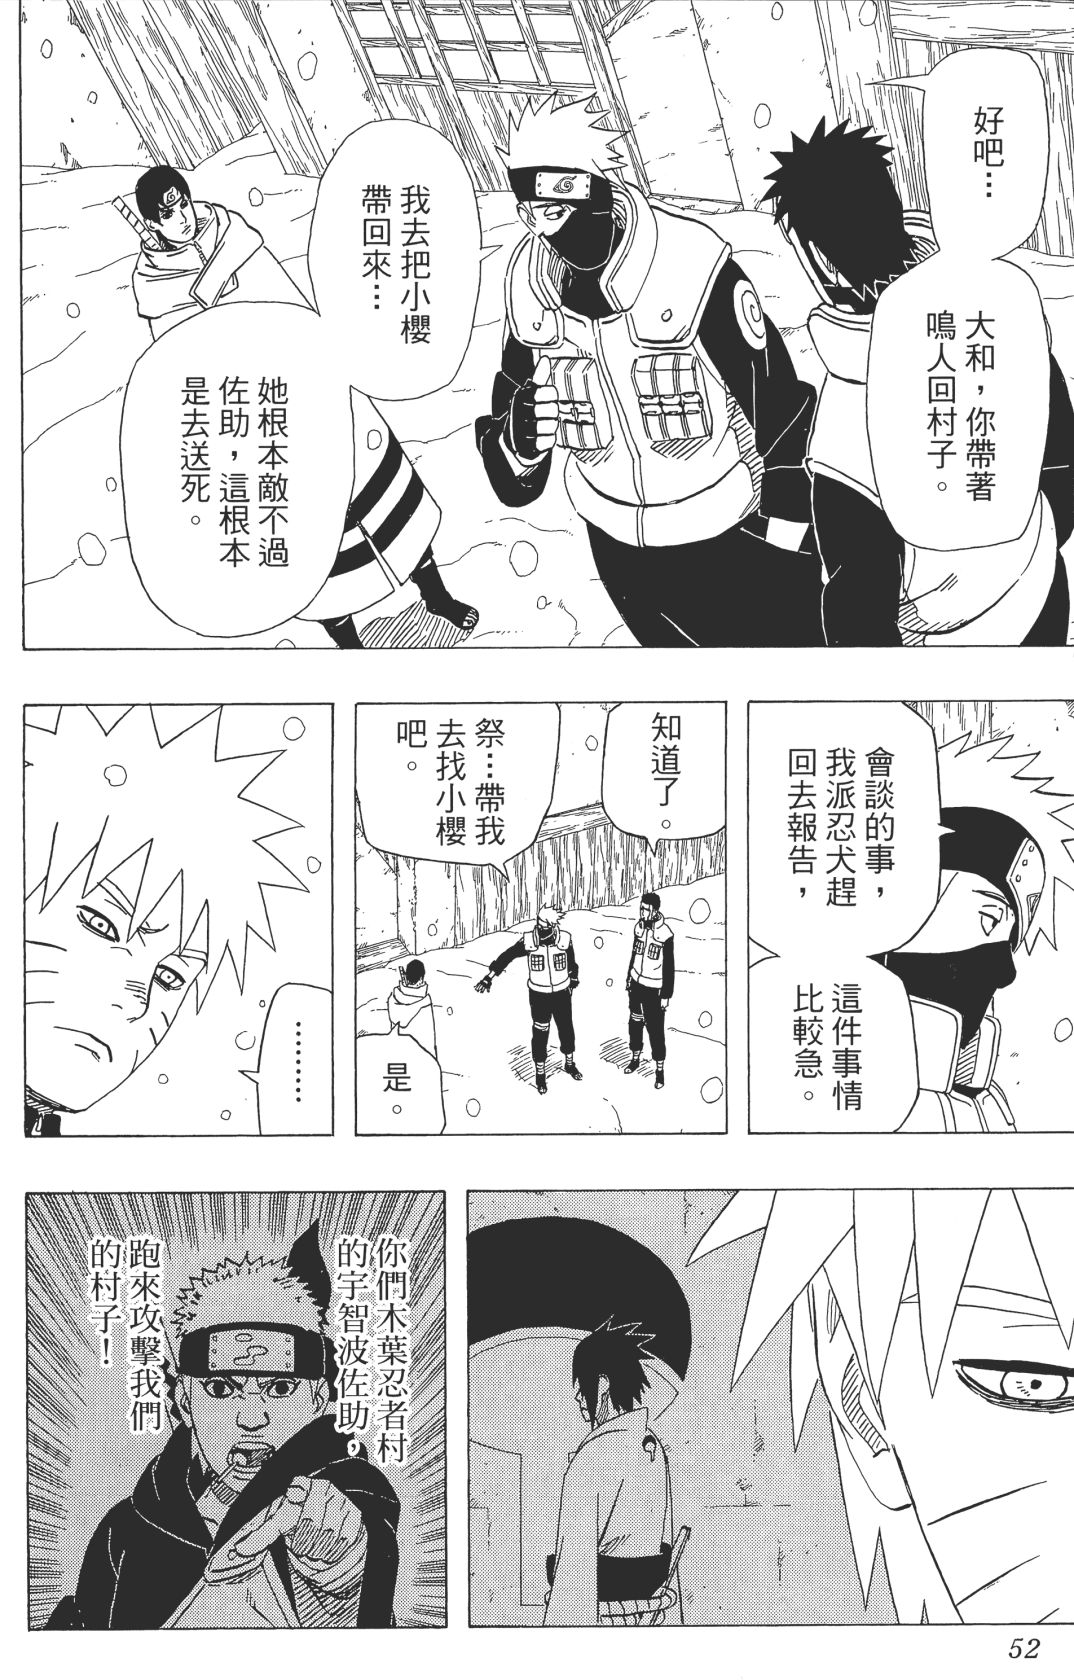 好吧…
大和，你帶著
鳴人回村子。
我去把小櫻
帶回來…
她根本敵不過
佐助，這根本
是去送死。
會談的事，
我派忍犬趕
回去報告，
這件事情
比較急。
知道了。
祭…帶我
去找小櫻
吧。
是。
………
你們木葉忍者村
的宇智波佐助，
跑來攻擊我們
的村子！
52